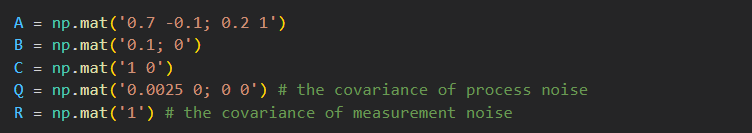 A = np.mat('0.7 -0.1; 0.2 1')
B = np.mat('0.1; 0')
C = np.mat('1 0')
Q = np.mat('0.0025 0; 0 0') # the covariance of process noise
R = np.mat('1') # the covariance of measurement noise